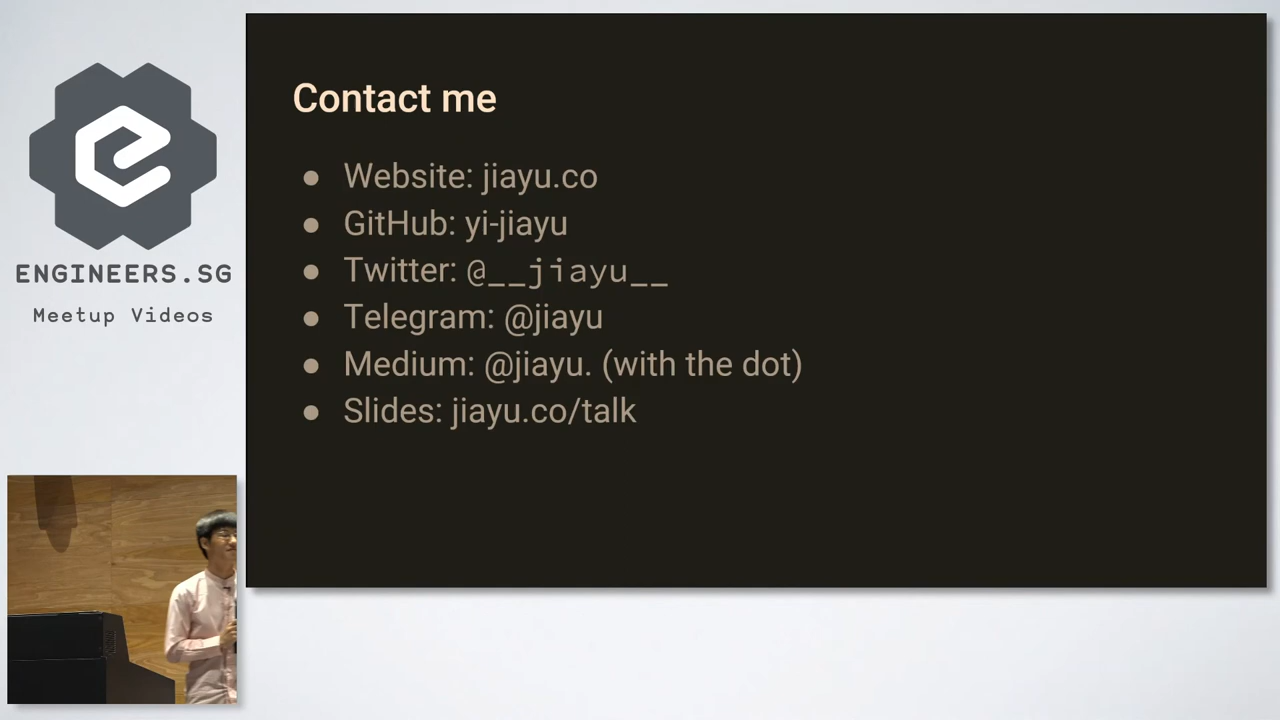 ENGINEERS.SG
Meetup Videos
Contact me
● Website: jiayu.co
● GitHub: yi-jiayu
● Twitter: @__jiayu__
● Telegram: @jiayu
● Medium: @jiayu. (with the dot)
● Slides: jiayu.co/talk